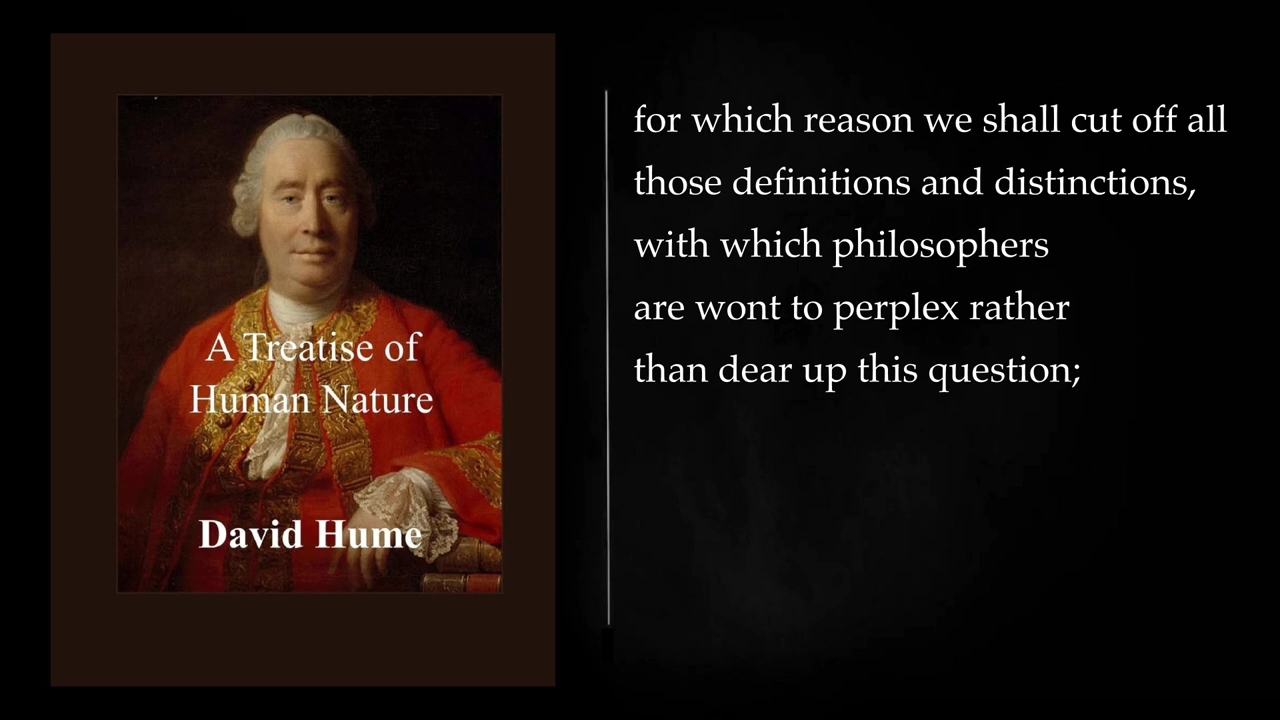 A Treatise of
Human Nature
David Hume
for which reason we shall cut off all
those definitions and distinctions,
with which philosophers
are wont to perplex rather
than dear up this question;